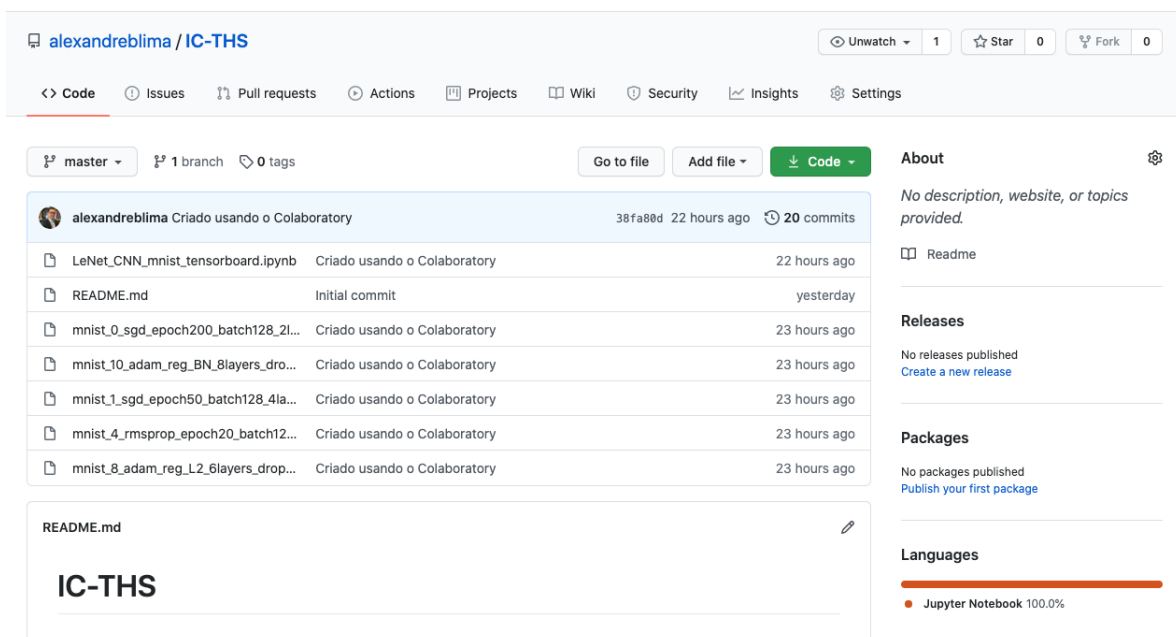 alexandreblima / IC-THS
Unwatch 1 Star 0 Fork 0
Code Issues Pull requests Actions Projects Wiki Security Insights Settings
master 1 branch 0 tags Go to file Add file Code
alexandreblima Criado usando o Colaboratory 38fa80d 22 hours ago 20 commits
LeNet_CNN_mnist_tensorboard.ipynb Criado usando o Colaboratory 22 hours ago
README.md Initial commit yesterday
mnist_0_sgd_epoch200_batch128_2l... Criado usando o Colaboratory 23 hours ago
mnist_10_adam_reg_BN_8layers_dro... Criado usando o Colaboratory 23 hours ago
mnist_1_sgd_epoch50_batch128_4la... Criado usando o Colaboratory 23 hours ago
mnist_4_rmsprop_epoch20_batch12... Criado usando o Colaboratory 23 hours ago
mnist_8_adam_reg_L2_6layers_drop... Criado usando o Colaboratory 23 hours ago
README.md
IC-THS
About
No description, website, or topics
provided.
Readme
Releases
No releases published
Create a new release
Packages
No packages published
Publish your first package
Languages
Jupyter Notebook 100.0%